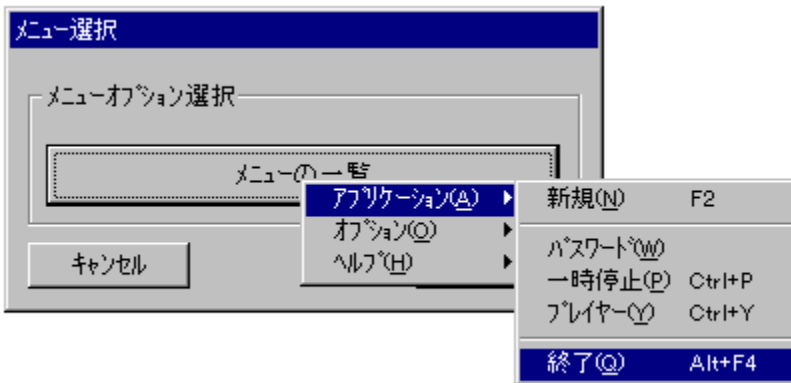 メニュー選択
メニューオプション選択
メニューの一覧
アプリケーション(A)
オプション(O)
ヘルプ(H)
キャンセル
新規(N) F2
パスワード(W)
一時停止(P) Ctrl+P
プレイヤー(Y) Ctrl+Y
終了(Q) Alt+F4